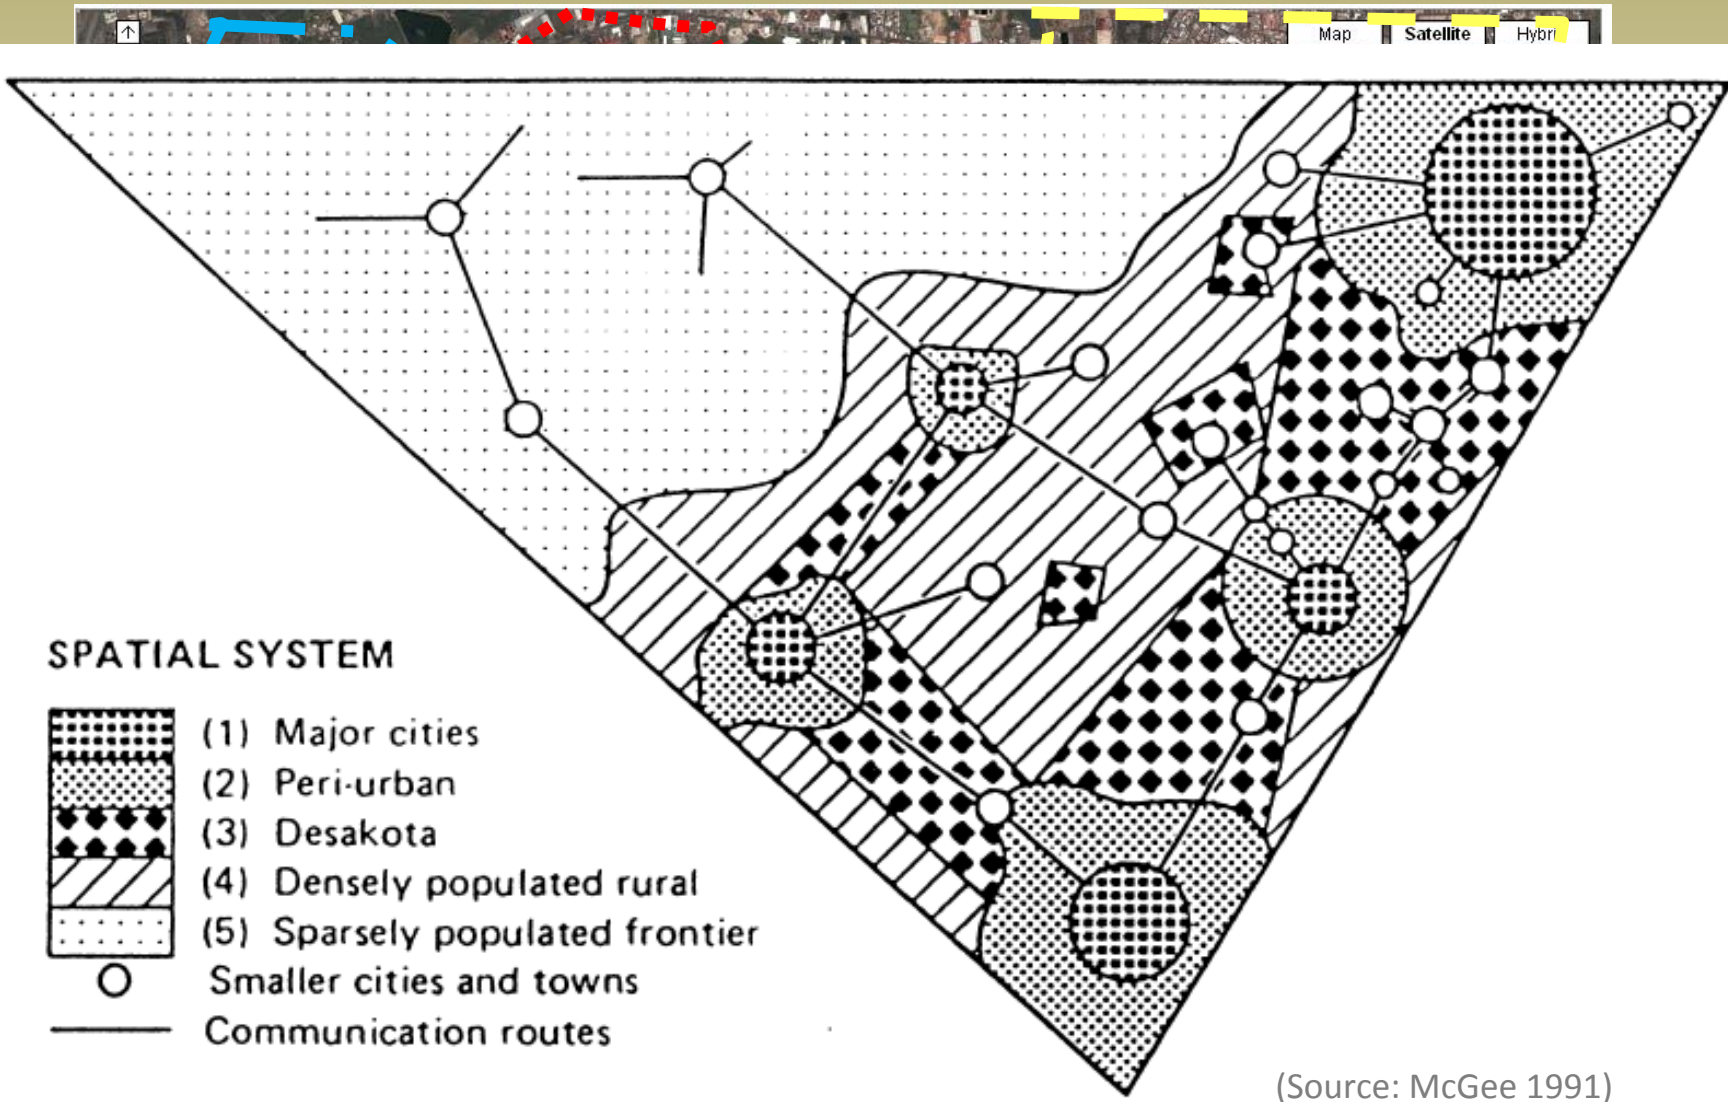 Map Satellite
SPATIAL SYSTEM
(1) Major cities
(2) Peri-urban
(3) Desakota
(4) Densely populated rural
(5) Sparsely populated frontier
Smaller cities and towns
Communication routes
(Source: McGee 1991)